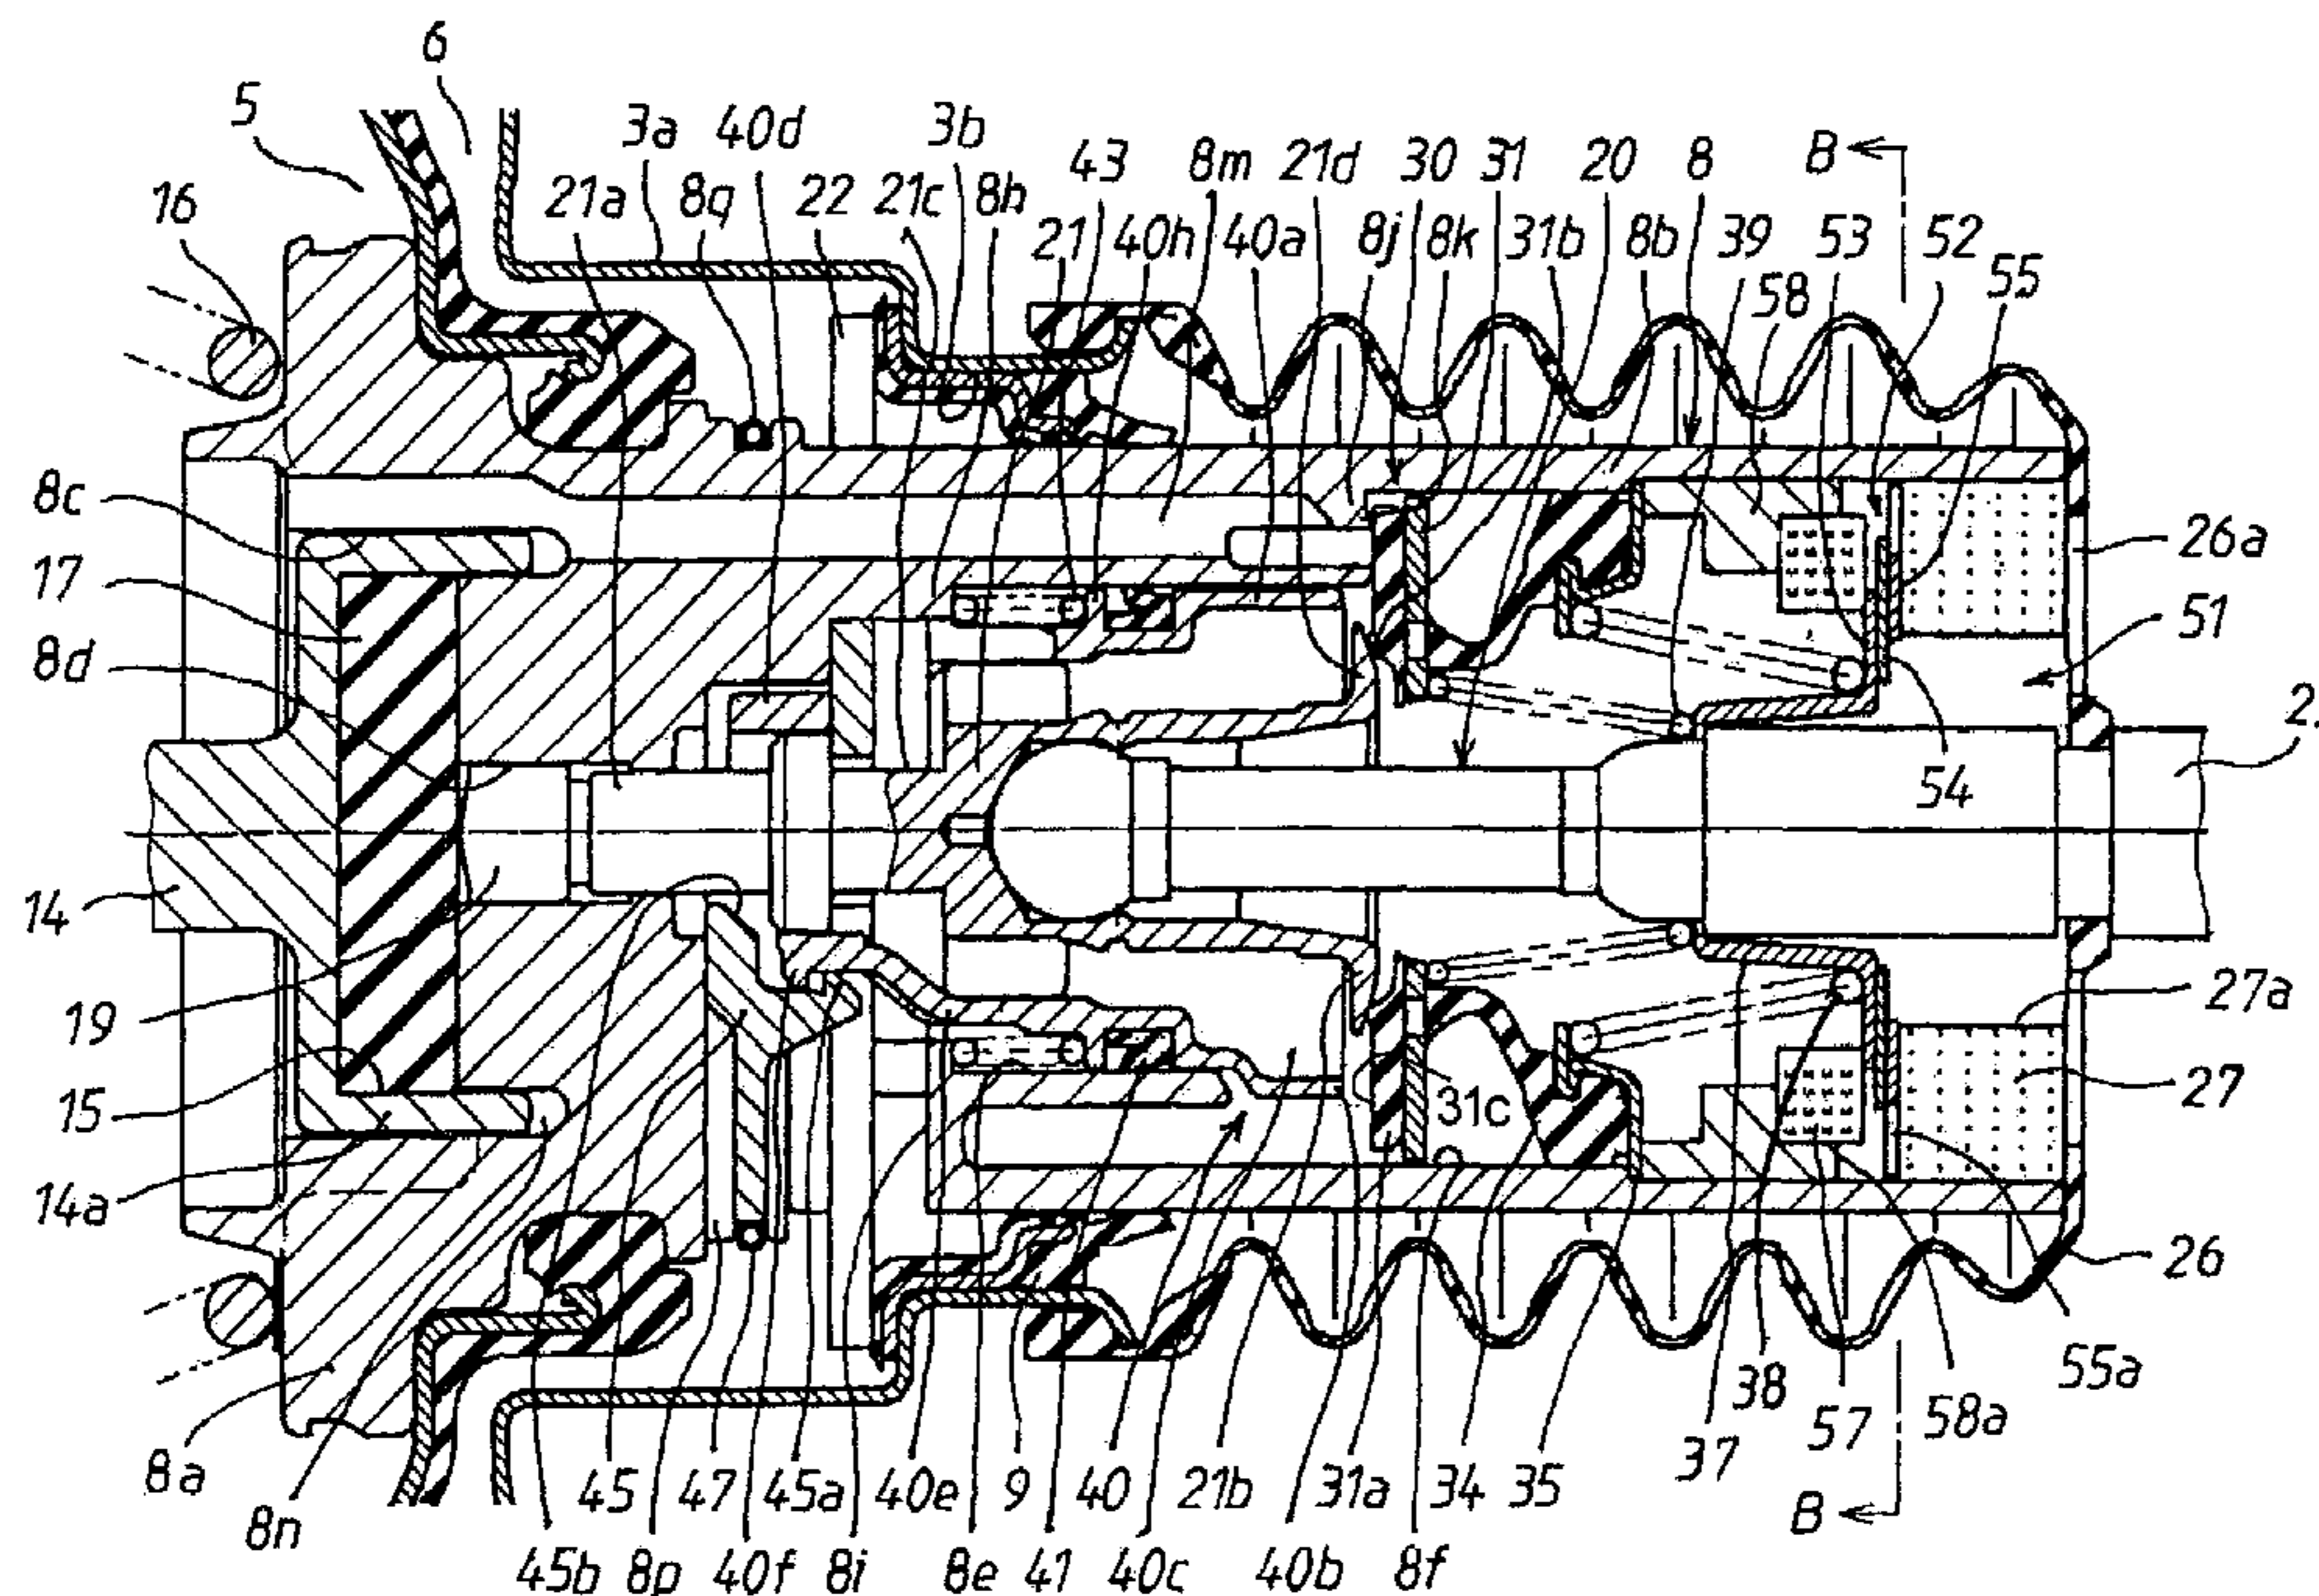 6
5
3a
40d
3b
43
8m
21d
30
31
20
8
B
16
21a
8q
22
21c
8h
21
40h
40a
8j
8k
31b
8b
39
53
52
58
55
8c
26a
17
51
8d
2.
54
14
19
27a
15
27
31c
14a
26
55a
38
58a
8a
57
37
45
47
45a
40e
9
40
21b
31a
34
35
B
8n
45b
8p
40f
8i
8e
41
40c
40b
8f